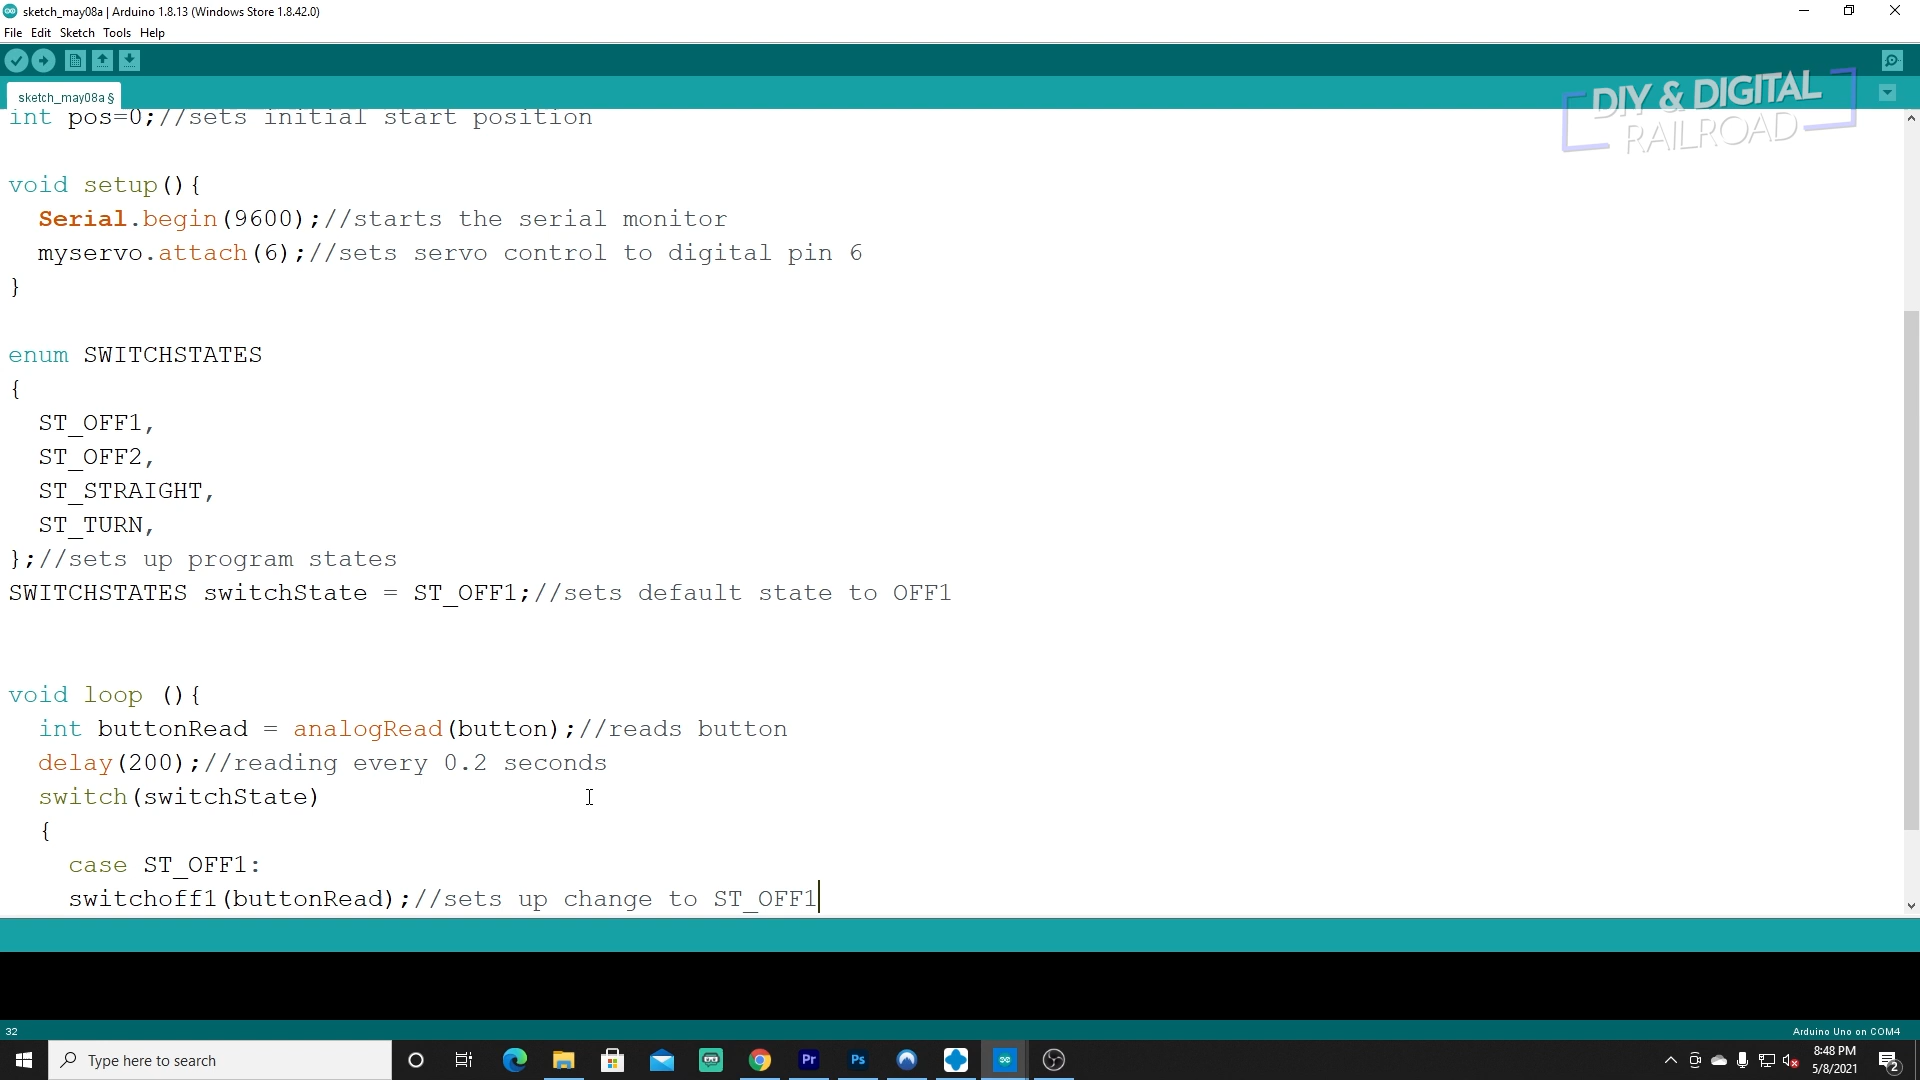 sketch_may08a | Arduino 1.8.13 (Windows Store 1.8.42.0)
File Edit Sketch Tools Help
sketch_may08a §
DIY & DIGITAL
RAILROAD
int pos=0;//sets initial start position
void setup(){
Serial.begin(9600);//starts the serial monitor
myservo.attach(6);//sets servo control to digital pin 6
}
enum SWITCHSTATES
{
ST_OFF1,
ST_OFF2,
ST_STRAIGHT,
ST_TURN,
};//sets up program states
SWITCHSTATES switchState = ST_OFF1;//sets default state to OFF1
void loop (){
int buttonRead = analogRead(button);//reads button
delay(200);//reading every 0.2 seconds
switch(switchState)
{
case ST_OFF1:
switchoff1(buttonRead);//sets up change to ST_OFF1
32
Arduino Uno on COM4
Type here to search
Pr
Ps
8:48 PM
5/8/2021
2